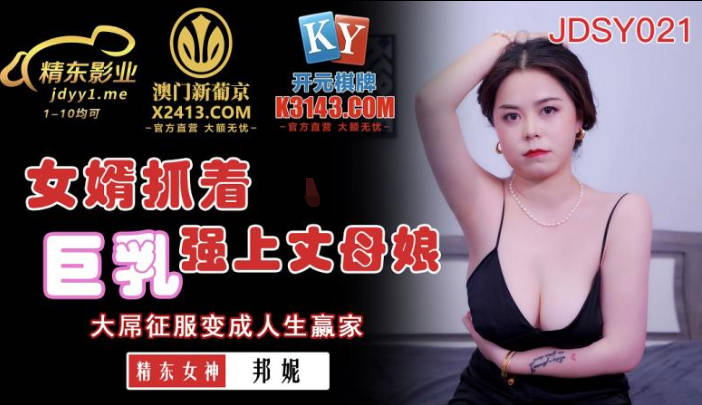 JDSY021
精东影业
jdyy1.me
1-10均可
澳门新葡京
X2413.COM
-官方直营 大额无忧-
KY
开元棋牌
K3143.COM
-官方直营 大额无忧-
女婿抓着
巨乳强上丈母娘
大屌征服变成人生赢家
精东女神 邦妮